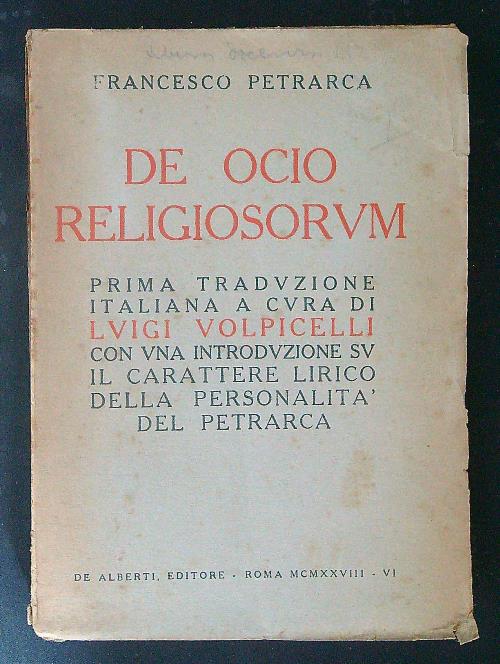 FRANCESCO PETRARCA
DE OCIO
RELIGIOSORVM
PRIMA TRADVZIONE
ITALIANA A CVRA DI
LVIGI VOLPICELLI
CON VNA INTRODVZIONE SV
IL CARATTERE LIRICO
DELLA PERSONALITA'
DEL PETRARCA
DE ALBERTI, EDITORE - ROMA MCMXXVIII - VI